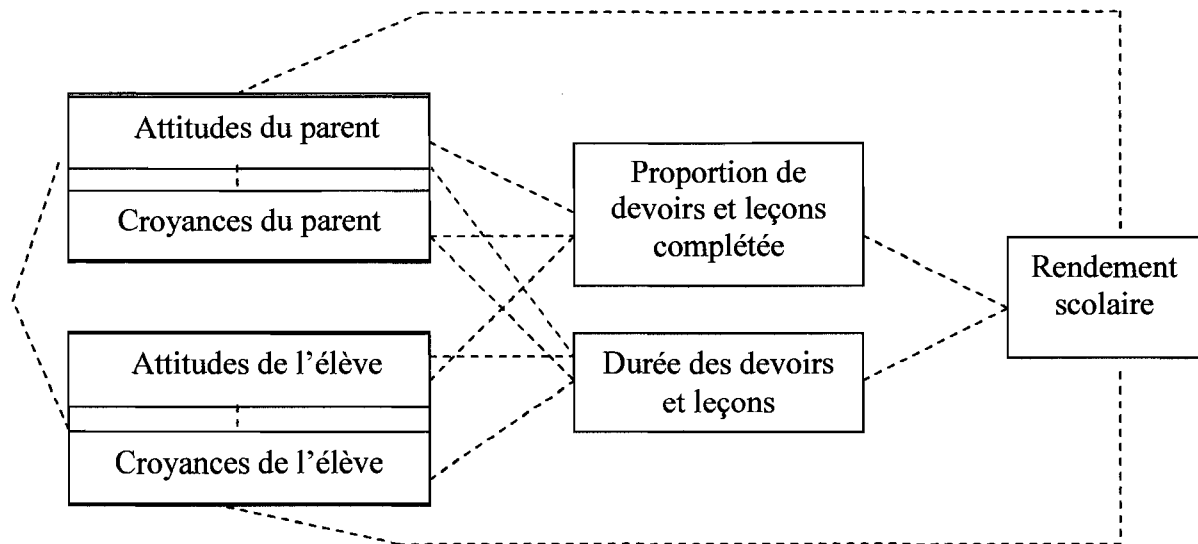 Attitudes du parent
Croyances du parent
Attitudes de l'élève
Croyances de l'élève
Proportion de
devoirs et leçons
complétée
Durée des devoirs
et leçons
Rendement
scolaire